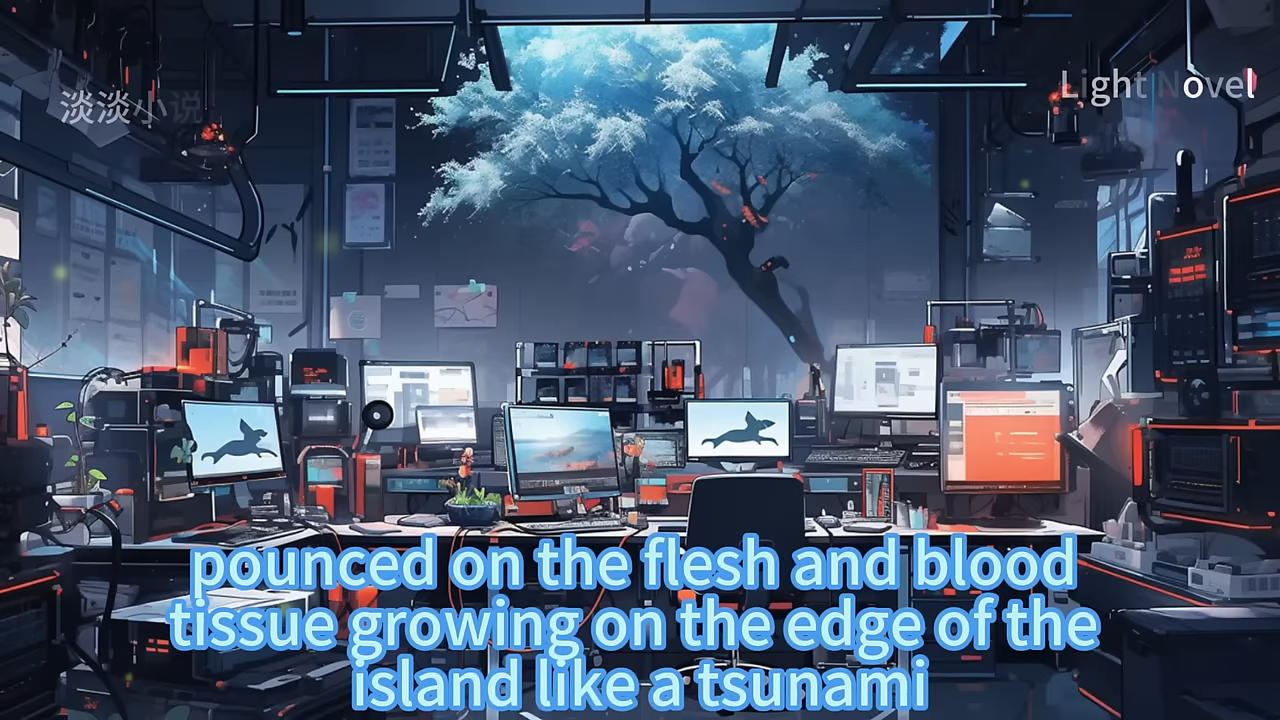 淡淡小说
Light Novel
pounced on the flesh and blood
tissue growing on the edge of the
island like a tsunami